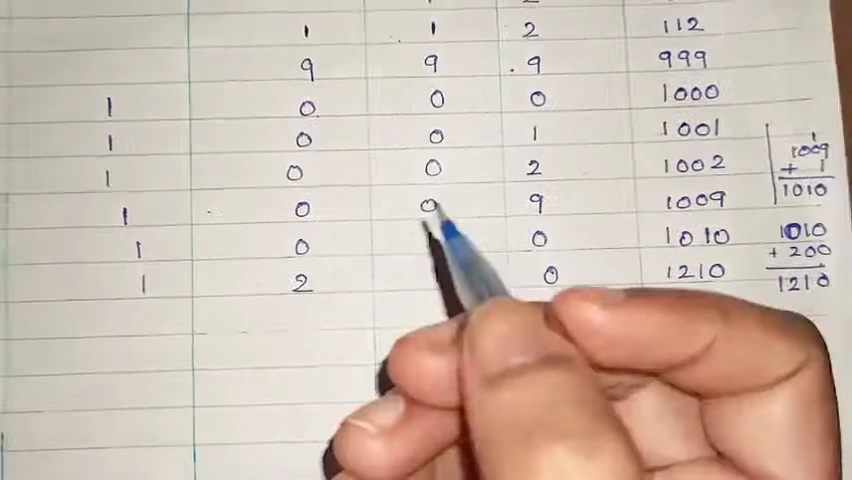 1 1 2 112
9 9 . 9 999
1 0 0 0 1000
1 0 0 1 1001
1 0 0 2 1002
1 0 0 9 1009
1 0 0 1010
1 2 0 1210
1
1009
+ 1
1010
1010
+ 200
1210